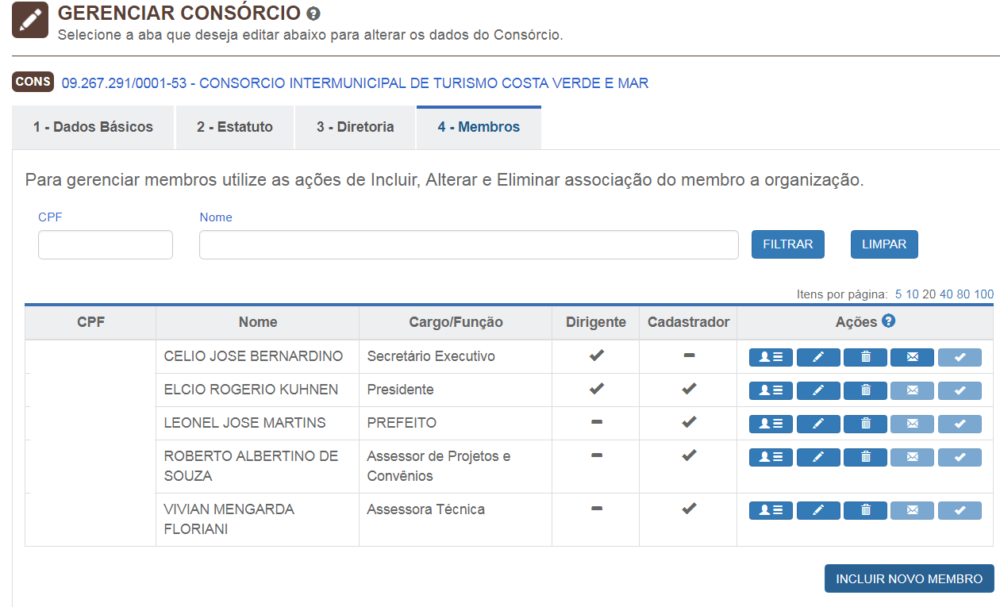 GERENCIAR CONSÓRCIO ?
Selecione a aba que deseja editar abaixo para alterar os dados do Consórcio.
CONS 09.267.291/0001-53 - CONSORCIO INTERMUNICIPAL DE TURISMO COSTA VERDE E MAR
1 - Dados Básicos 2 - Estatuto 3 - Diretoria 4 - Membros
Para gerenciar membros utilize as ações de Incluir, Alterar e Eliminar associação do membro a organização.
CPF Nome
FILTRAR LIMPAR
Itens por página: 5 10 20 40 80 100
CPF Nome Cargo/Função Dirigente Cadastrador Ações ?
CELIO JOSE BERNARDINO Secretário Executivo
ELCIO ROGERIO KUHNEN Presidente
LEONEL JOSE MARTINS PREFEITO
ROBERTO ALBERTINO DE Assessor de Projetos e
SOUZA Convênios
VIVIAN MENGARDA Assessora Técnica
FLORIANI
INCLUIR NOVO MEMBRO